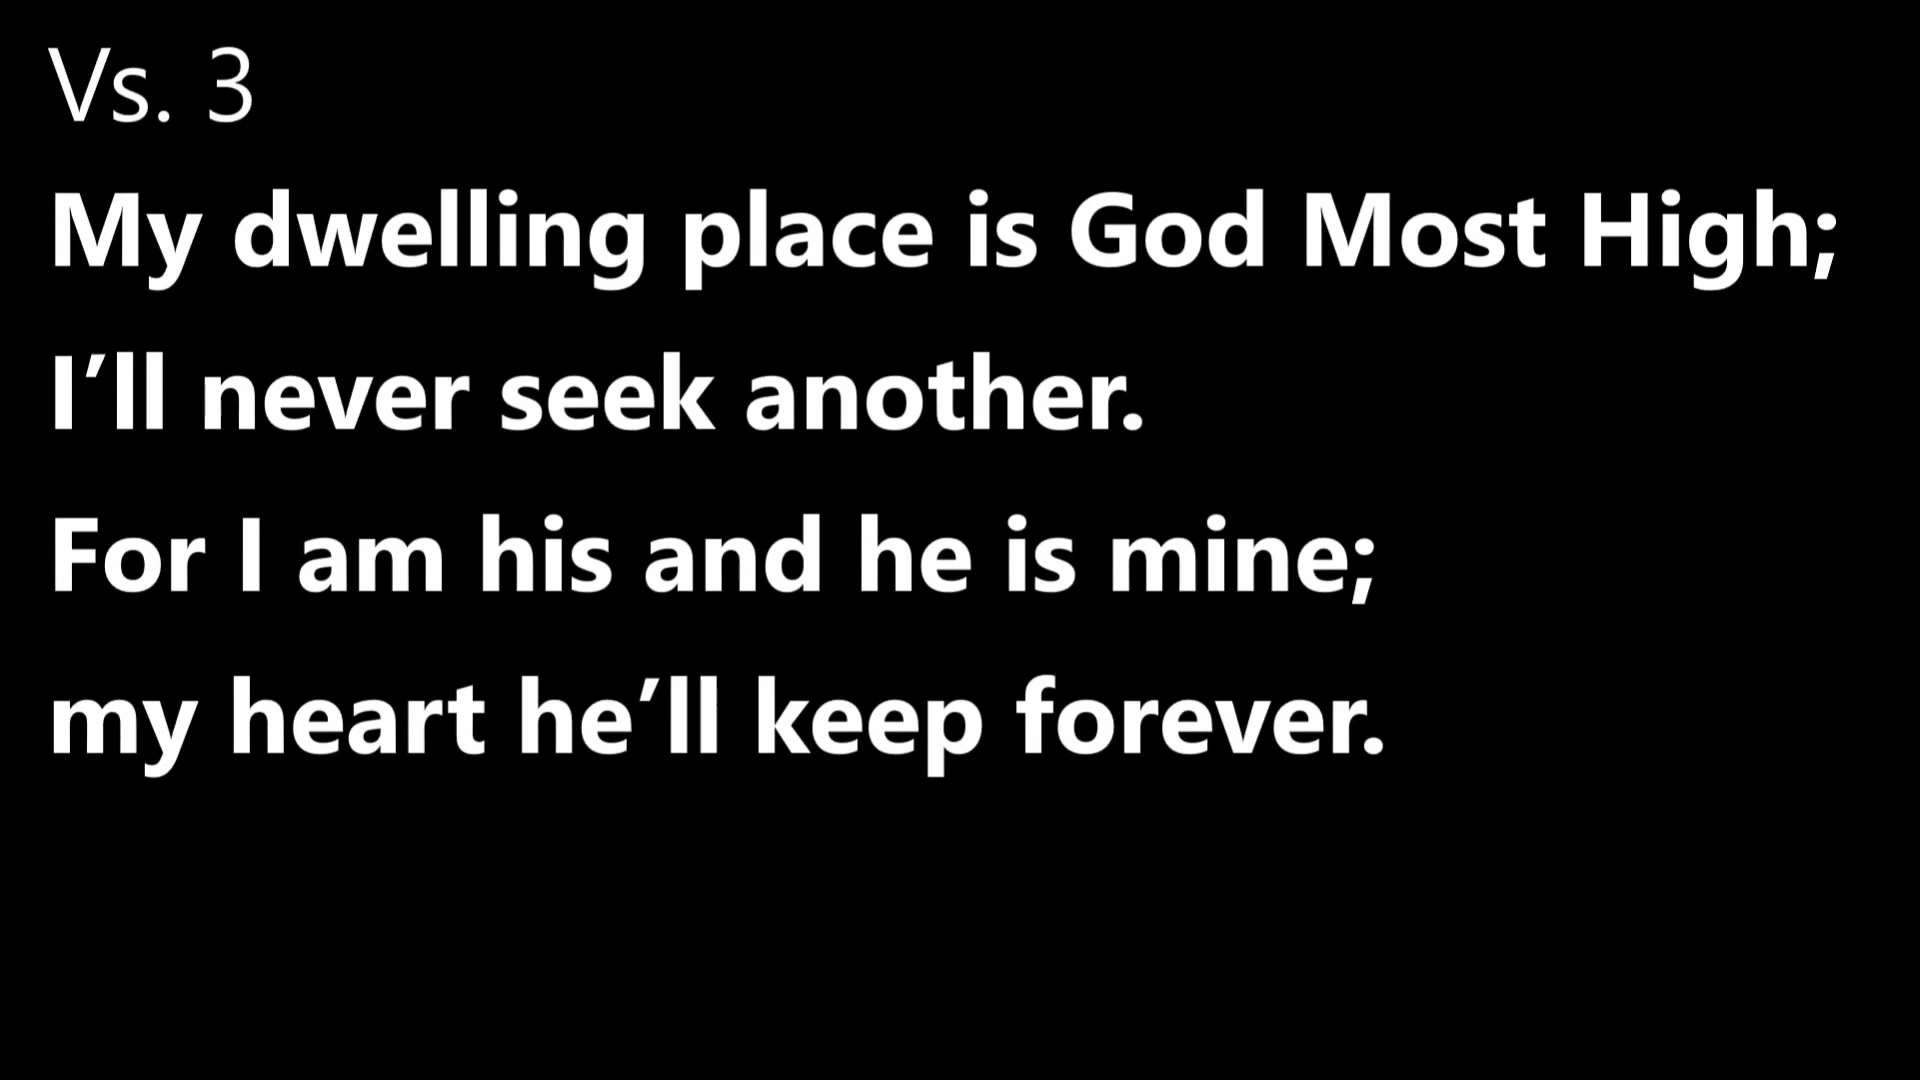 Vs. 3
My dwelling place is God Most High;
I’ll never seek another.
For I am his and he is mine;
my heart he’ll keep forever.